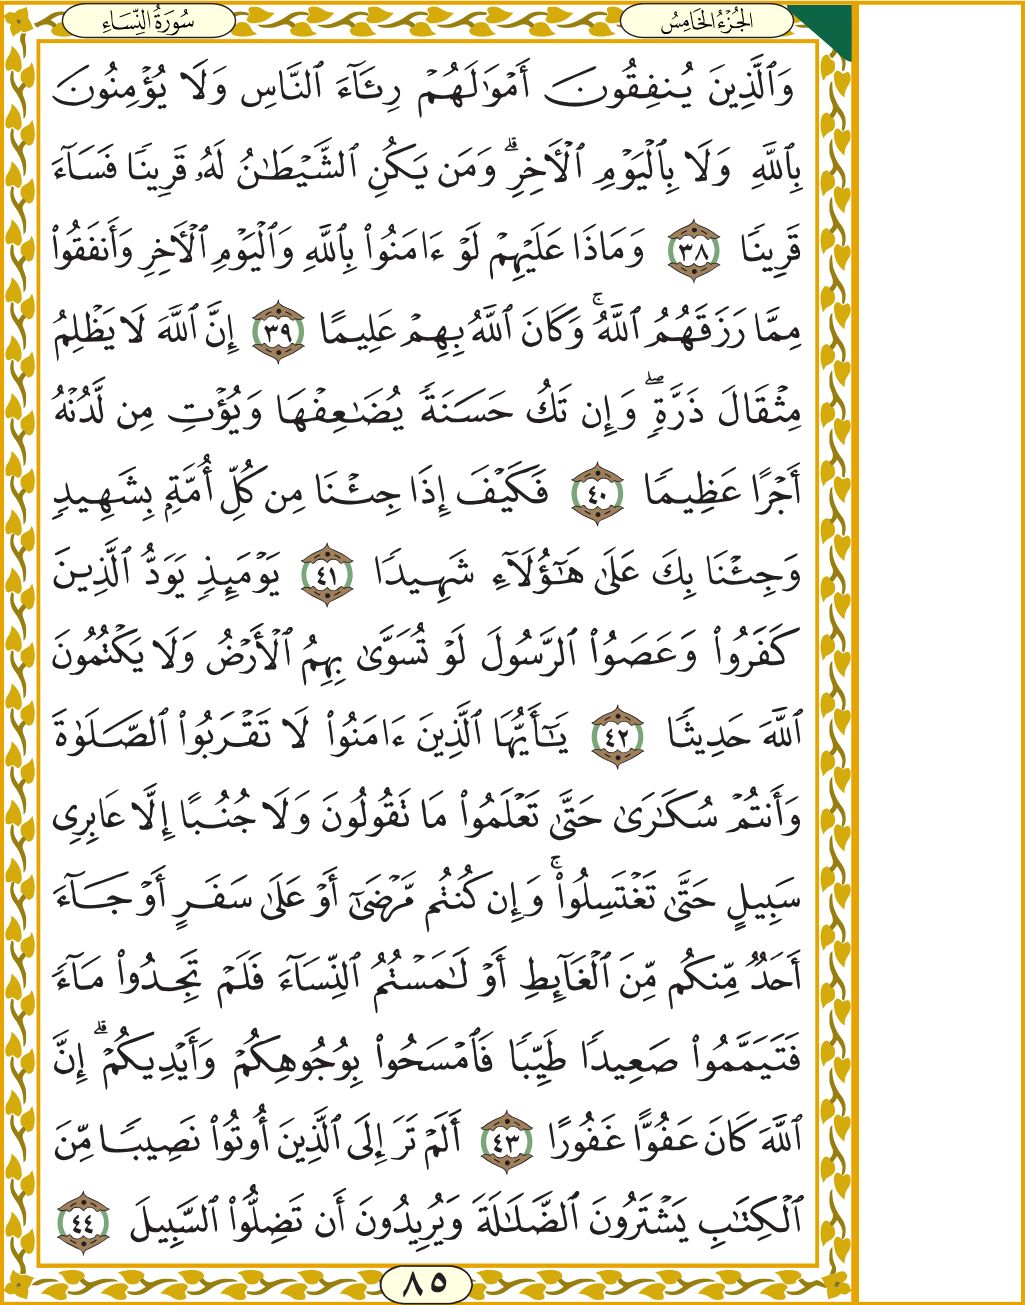 الجُزْءُ الخَامِسُ
سُورَةُ النِّسَاءِ
وَٱلَّذِينَ يُنفِقُونَ أَمْوَٰلَهُمْ رِئَآءَ ٱلنَّاسِ وَلَا يُؤْمِنُونَ
بِٱللَّهِ وَلَا بِٱلْيَوْمِ ٱلْأَخِرِ ۗ وَمَن يَكُنِ ٱلشَّيْطَٰنُ لَهُۥ قَرِينًا فَسَآءَ
قَرِينًا ٣٨ وَمَاذَا عَلَيْهِمْ لَوْ ءَامَنُوا۟ بِٱللَّهِ وَٱلْيَوْمِ ٱلْأَخِرِ وَأَنفَقُوا۟
مِمَّا رَزَقَهُمُ ٱللَّهُ ۚ وَكَانَ ٱللَّهُ بِهِمْ عَلِيمًا ٣٩ إِنَّ ٱللَّهَ لَا يَظْلِمُ
مِثْقَالَ ذَرَّةٍ ۖ وَإِن تَكُ حَسَنَةً يُضَٰعِفْهَا وَيُؤْتِ مِن لَّدُنْهُ
أَجْرًا عَظِيمًا ٤٠ فَكَيْفَ إِذَا جِئْنَا مِن كُلِّ أُمَّةٍۭ بِشَهِيدٍ
وَجِئْنَا بِكَ عَلَىٰ هَٰٓؤُلَآءِ شَهِيدًا ٤١ يَوْمَئِذٍ يَوَدُّ ٱلَّذِينَ
كَفَرُوا۟ وَعَصَوُا۟ ٱلرَّسُولَ لَوْ تُسَوَّىٰ بِهِمُ ٱلْأَرْضُ وَلَا يَكْتُمُونَ
ٱللَّهَ حَدِيثًا ٤٢ يَٰٓأَيُّهَا ٱلَّذِينَ ءَامَنُوا۟ لَا تَقْرَبُوا۟ ٱلصَّلَوٰةَ
وَأَنتُمْ سُكَٰرَىٰ حَتَّىٰ تَعْلَمُوا۟ مَا تَقُولُونَ وَلَا جُنُبًا إِلَّا عَابِرِى
سَبِيلٍ حَتَّىٰ تَغْتَسِلُوا۟ ۚ وَإِن كُنتُم مَّرْضَىٰٓ أَوْ عَلَىٰ سَفَرٍ أَوْ جَآءَ
أَحَدٌ مِّنكُم مِّنَ ٱلْغَآئِطِ أَوْ لَٰمَسْتُمُ ٱلنِّسَآءَ فَلَمْ تَجِدُوا۟ مَآءً
فَتَيَمَّمُوا۟ صَعِيدًا طَيِّبًا فَٱمْسَحُوا۟ بِوُجُوهِكُمْ وَأَيْدِيكُمْ ۗ إِنَّ
ٱللَّهَ كَانَ عَفُوًّا غَفُورًا ٤٣ أَلَمْ تَرَ إِلَى ٱلَّذِينَ أُوتُوا۟ نَصِيبًا مِّنَ
ٱلْكِتَٰبِ يَشْتَرُونَ ٱلضَّلَٰلَةَ وَيُرِيدُونَ أَن تَضِلُّوا۟ ٱلسَّبِيلَ ٤٤
٨٥